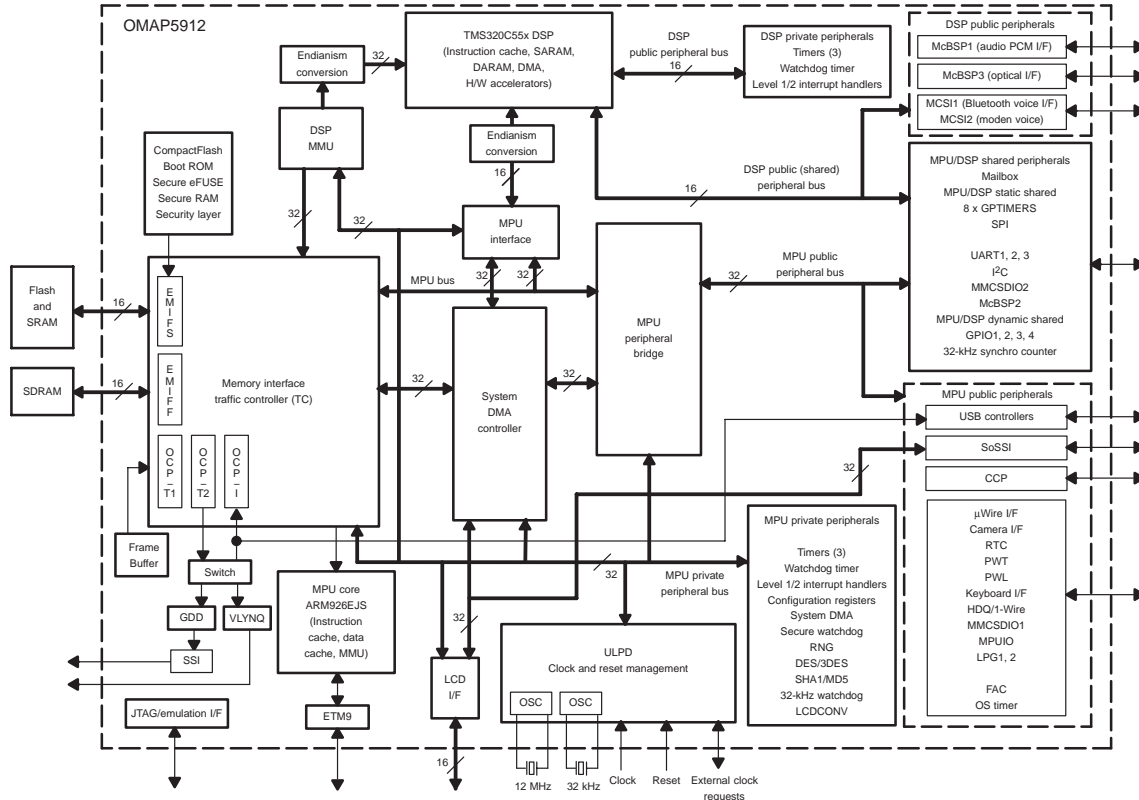 OMAP5912
TMS320C55x DSP
(Instruction cache, SARAM,
DARAM, DMA,
H/W accelerators)
Endianism
conversion
32
DSP
public peripheral bus
16
DSP private peripherals
Timers (3)
Watchdog timer
Level 1/2 interrupt handlers
DSP public peripherals
McBSP1 (audio PCM I/F)
McBSP3 (optical I/F)
MCSI1 (Bluetooth voice I/F)
MCSI2 (moden voice)
DSP
MMU
Endianism
conversion
16
CompactFlash
Boot ROM
Secure eFUSE
Secure RAM
Security layer
32
32
MPU
interface
DSP public (shared)
peripheral bus
16
MPU/DSP shared peripherals
Mailbox
MPU/DSP static shared
8 x GPTIMERS
SPI
UART1, 2, 3
I2C
MMCSDIO2
McBSP2
MPU/DSP dynamic shared
GPIO1, 2, 3, 4
32-kHz synchro counter
Flash
and
SRAM
16
EMIFS
MPU bus
32
32
MPU
peripheral
bridge
MPU public
peripheral bus
32
SDRAM
16
EMIFF
Memory interface
traffic controller (TC)
32
System
DMA
controller
32
OCP_T1
OCP_T2
OCP_I
MPU public peripherals
USB controllers
SoSSI
CCP
32
µWire I/F
Camera I/F
RTC
PWT
PWL
Keyboard I/F
HDQ/1-Wire
MMCSDIO1
MPUIO
LPG1, 2
FAC
OS timer
Frame
Buffer
Switch
GDD
VLYNQ
SSI
MPU core
ARM926EJS
(Instruction
cache, data
cache, MMU)
32
32
MPU private
peripheral bus
MPU private peripherals
Timers (3)
Watchdog timer
Level 1/2 interrupt handlers
Configuration registers
System DMA
Secure watchdog
RNG
DES/3DES
SHA1/MD5
32-kHz watchdog
LCDCONV
ULPD
Clock and reset management
OSC
OSC
LCD
I/F
JTAG/emulation I/F
ETM9
16
12 MHz
32 kHz
Clock
Reset
External clock
requests